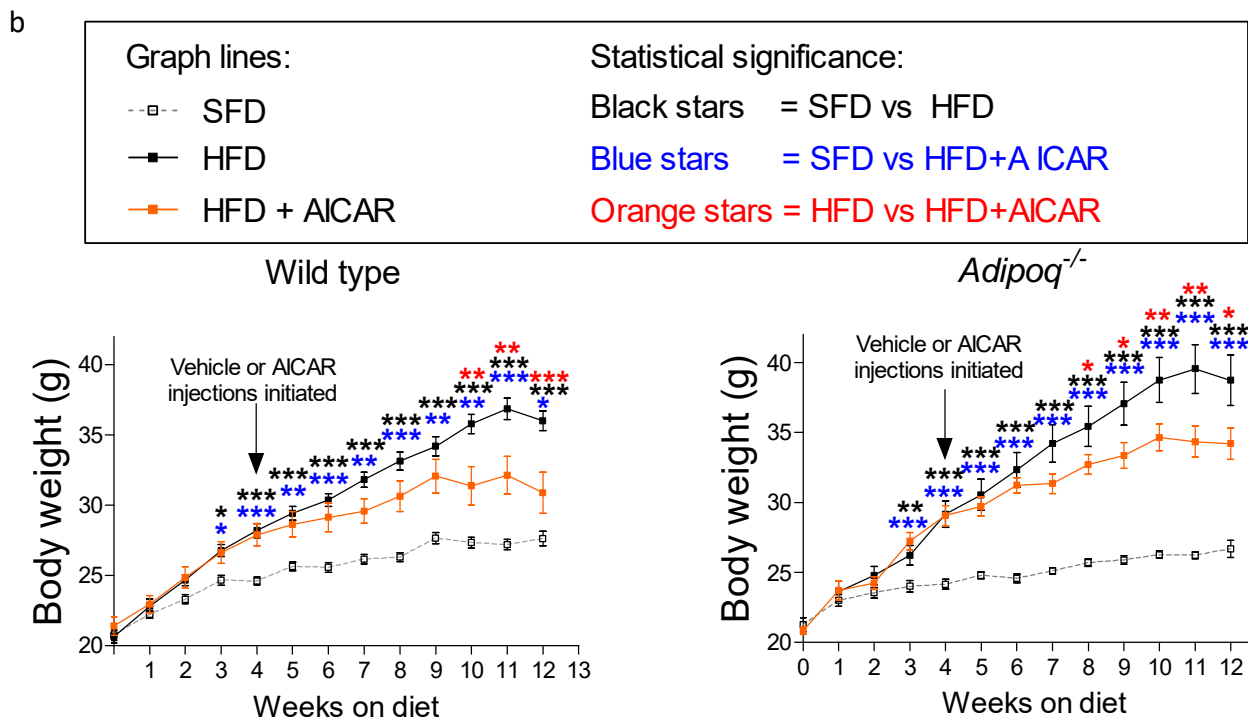 b
Graph lines:
SFD
HFD
HFD + AICAR
Statistical significance:
Black stars = SFD vs HFD
Blue stars = SFD vs HFD+A ICAR
Orange stars = HFD vs HFD+AICAR
Wild type
Vehicle or AICAR
injections initiated
*
*
***
***
***
**
***
***
***
**
***
***
***
**
**
***
**
**
***
***
***
***
*
Body weight (g)
40
35
30
25
20
1 2 3 4 5 6 7 8 9 10 11 12 13
Weeks on diet
Adipoq-/-
Vehicle or AICAR
injections initiated
**
***
***
***
***
***
***
***
***
***
*
***
***
*
***
***
**
***
***
**
***
***
*
***
***
Body weight (g)
40
35
30
25
20
0 1 2 3 4 5 6 7 8 9 10 11 12
Weeks on diet